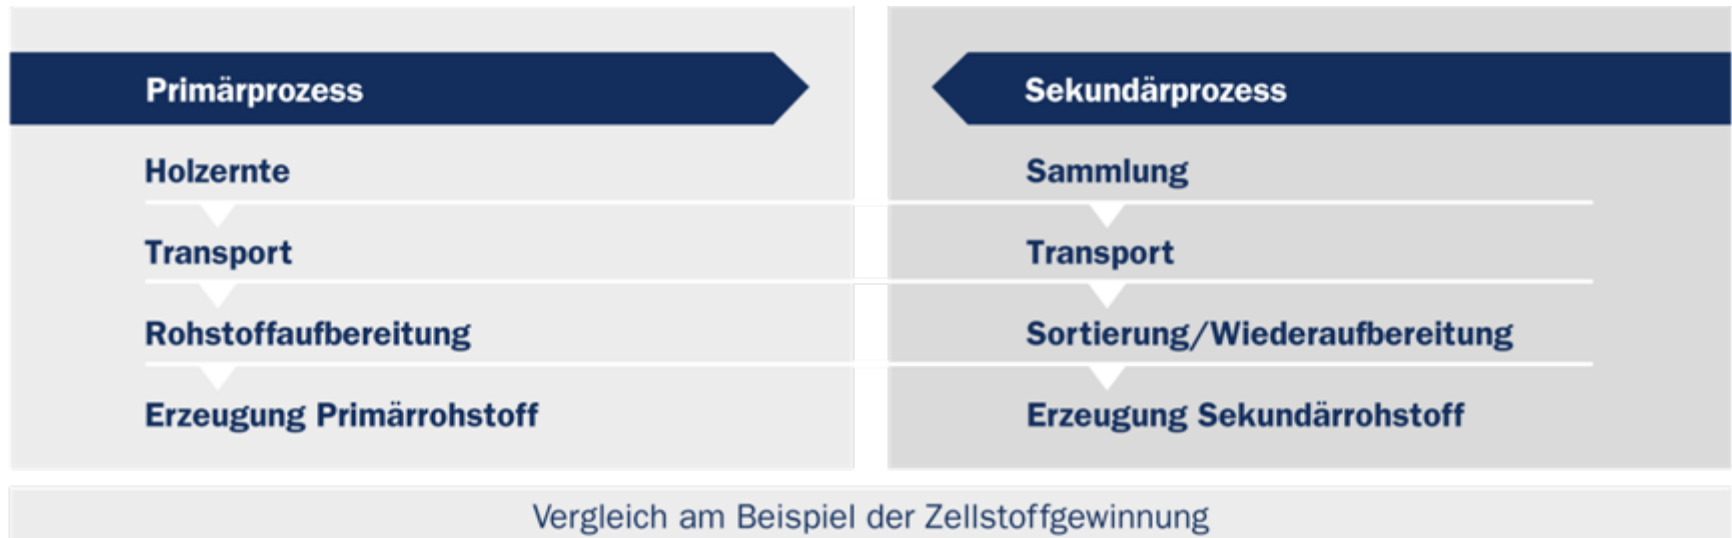 Primärprozess
Holzernte
Transport
Rohstoffaufbereitung
Erzeugung Primärrohstoff
Sekundärprozess
Sammlung
Transport
Sortierung/Wiederaufbereitung
Erzeugung Sekundärrohstoff
Vergleich am Beispiel der Zellstoffgewinnung